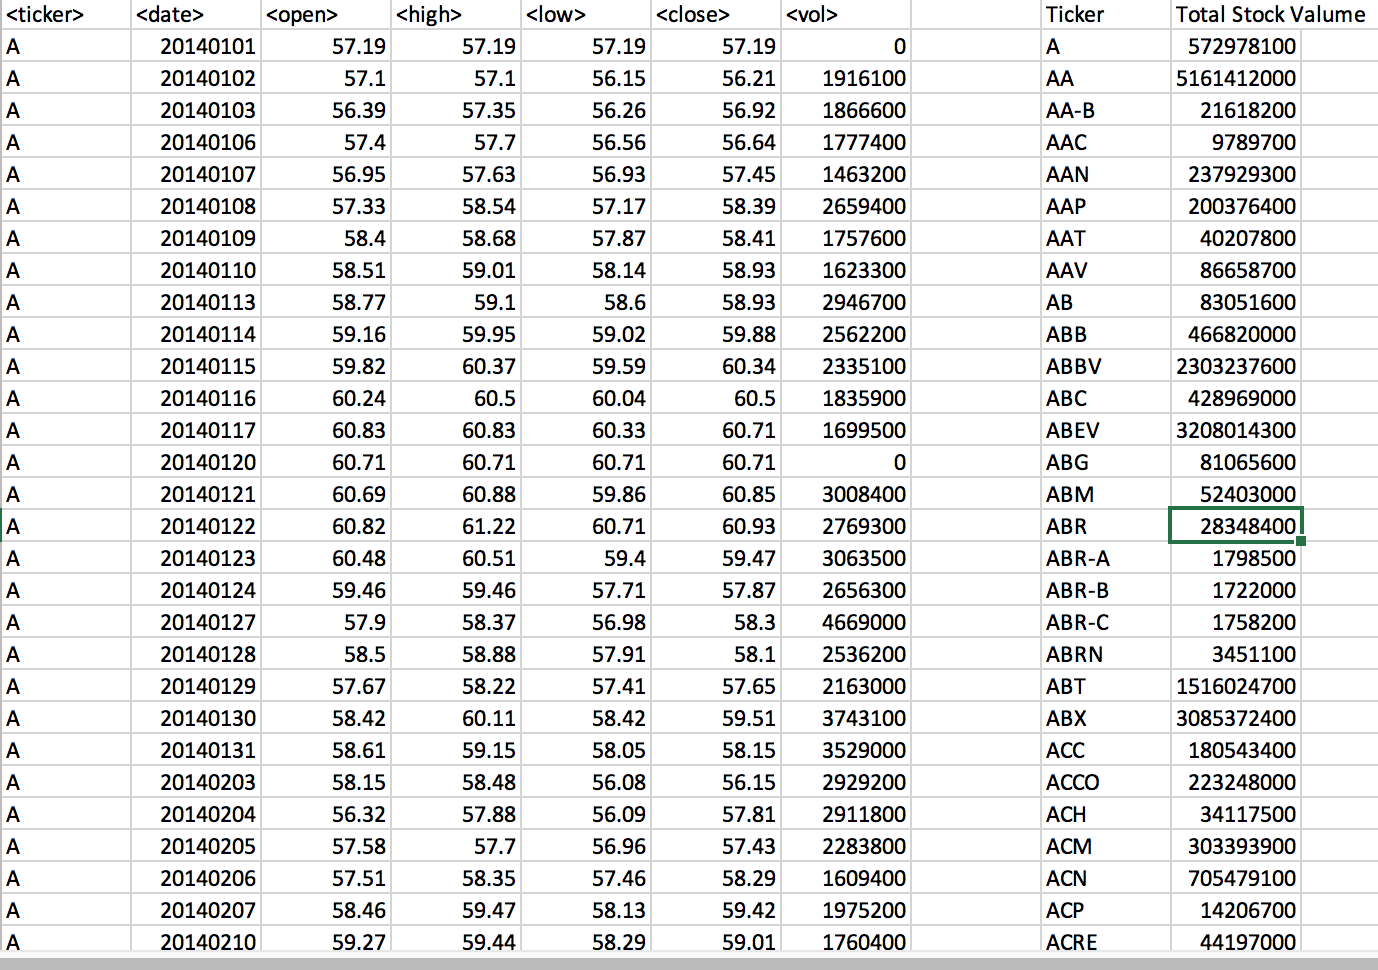 <ticker> <date> <open> <high> <low> <close> <vol> Ticker Total Stock Valume
A 20140101 57.19 57.19 57.19 57.19 0 A 572978100
A 20140102 57.1 57.1 56.15 56.21 1916100 AA 5161412000
A 20140103 56.39 57.35 56.26 56.92 1866600 AA-B 21618200
A 20140106 57.4 57.7 56.56 56.64 1777400 AAC 9789700
A 20140107 56.95 57.63 56.93 57.45 1463200 AAN 237929300
A 20140108 57.33 58.54 57.17 58.39 2659400 AAP 200376400
A 20140109 58.4 58.68 57.87 58.41 1757600 AAT 40207800
A 20140110 58.51 59.01 58.14 58.93 1623300 AAV 86658700
A 20140113 58.77 59.1 58.6 58.93 2946700 AB 83051600
A 20140114 59.16 59.95 59.02 59.88 2562200 ABB 466820000
A 20140115 59.82 60.37 59.59 60.34 2335100 ABBV 2303237600
A 20140116 60.24 60.5 60.04 60.5 1835900 ABC 428969000
A 20140117 60.83 60.83 60.33 60.71 1699500 ABEV 3208014300
A 20140120 60.71 60.71 60.71 60.71 0 ABG 81065600
A 20140121 60.69 60.88 59.86 60.85 3008400 ABM 52403000
A 20140122 60.82 61.22 60.71 60.93 2769300 ABR 28348400
A 20140123 60.48 60.51 59.4 59.47 3063500 ABR-A 1798500
A 20140124 59.46 59.46 57.71 57.87 2656300 ABR-B 1722000
A 20140127 57.9 58.37 56.98 58.3 4669000 ABR-C 1758200
A 20140128 58.5 58.88 57.91 58.1 2536200 ABRN 3451100
A 20140129 57.67 58.22 57.41 57.65 2163000 ABT 1516024700
A 20140130 58.42 60.11 58.42 59.51 3743100 ABX 3085372400
A 20140131 58.61 59.15 58.05 58.15 3529000 ACC 180543400
A 20140203 58.15 58.48 56.08 56.15 2929200 ACCO 223248000
A 20140204 56.32 57.88 56.09 57.81 2911800 ACH 34117500
A 20140205 57.58 57.7 56.96 57.43 2283800 ACM 303393900
A 20140206 57.51 58.35 57.46 58.29 1609400 ACN 705479100
A 20140207 58.46 59.47 58.13 59.42 1975200 ACP 14206700
A 20140210 59.27 59.44 58.29 59.01 1760400 ACRE 44197000